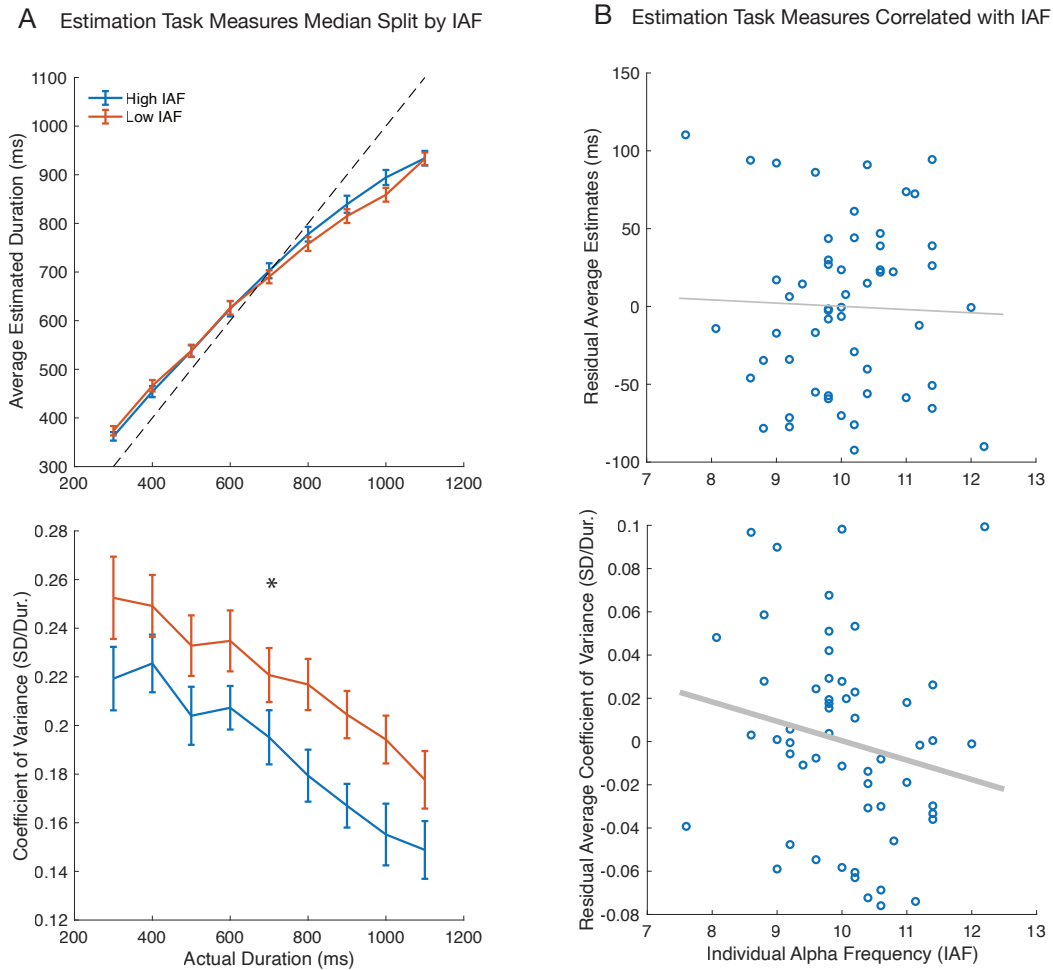 A Estimation Task Measures Median Split by IAF
B Estimation Task Measures Correlated with IAF
Average Estimated Duration (ms)
1100
1000
900
800
700
600
500
400
300
High IAF
Low IAF
200 400 600 800 1000 1200
Residual Average Estimates (ms)
150
100
50
0
-50
-100
7 8 9 10 11 12 13
Coefficient of Variance (SD/Dur.)
0.28
0.26
0.24
0.22
0.2
0.18
0.16
0.14
0.12
*
200 400 600 800 1000 1200
Actual Duration (ms)
Residual Average Coefficient of Variance (SD/Dur.)
0.1
0.08
0.06
0.04
0.02
0
-0.02
-0.04
-0.06
-0.08
7 8 9 10 11 12 13
Individual Alpha Frequency (IAF)